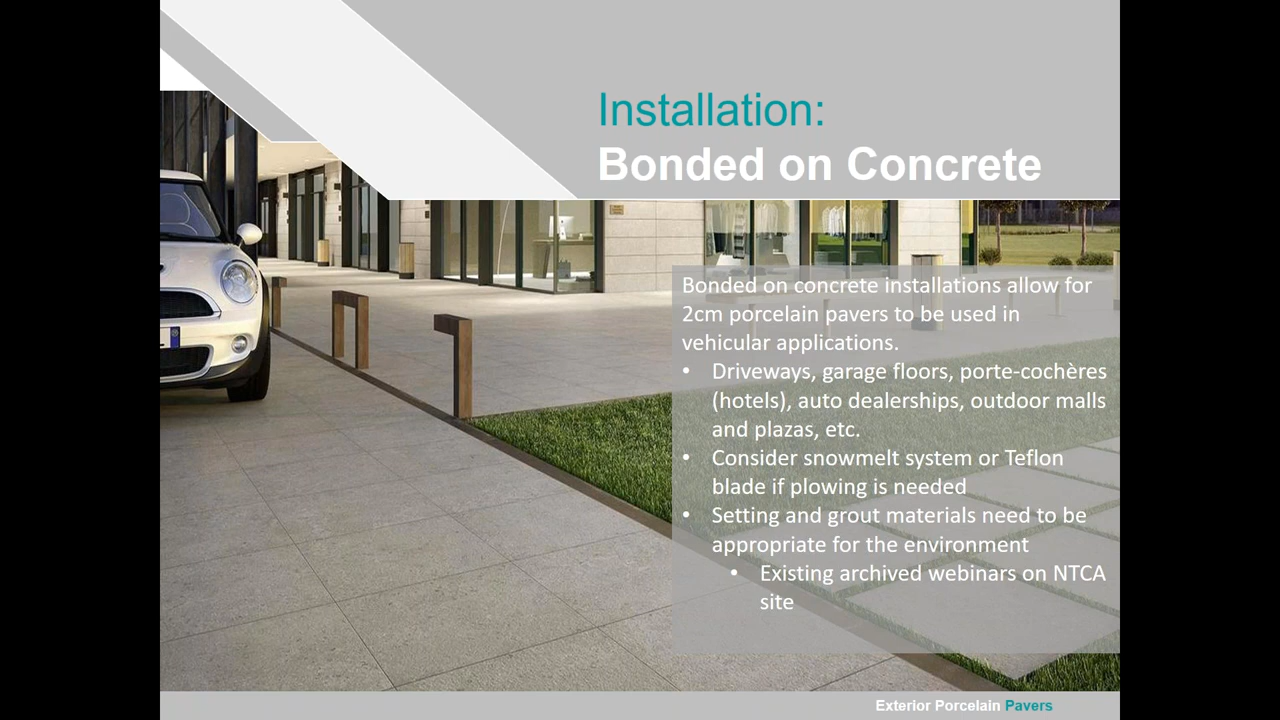 Installation:
Bonded on Concrete
Bonded on concrete installations allow for
2cm porcelain pavers to be used in
vehicular applications.
• Driveways, garage floors, porte-cochères
(hotels), auto dealerships, outdoor malls
and plazas, etc.
• Consider snowmelt system or Teflon
blade if plowing is needed
• Setting and grout materials need to be
appropriate for the environment
• Existing archived webinars on NTCA
site
Exterior Porcelain Pavers